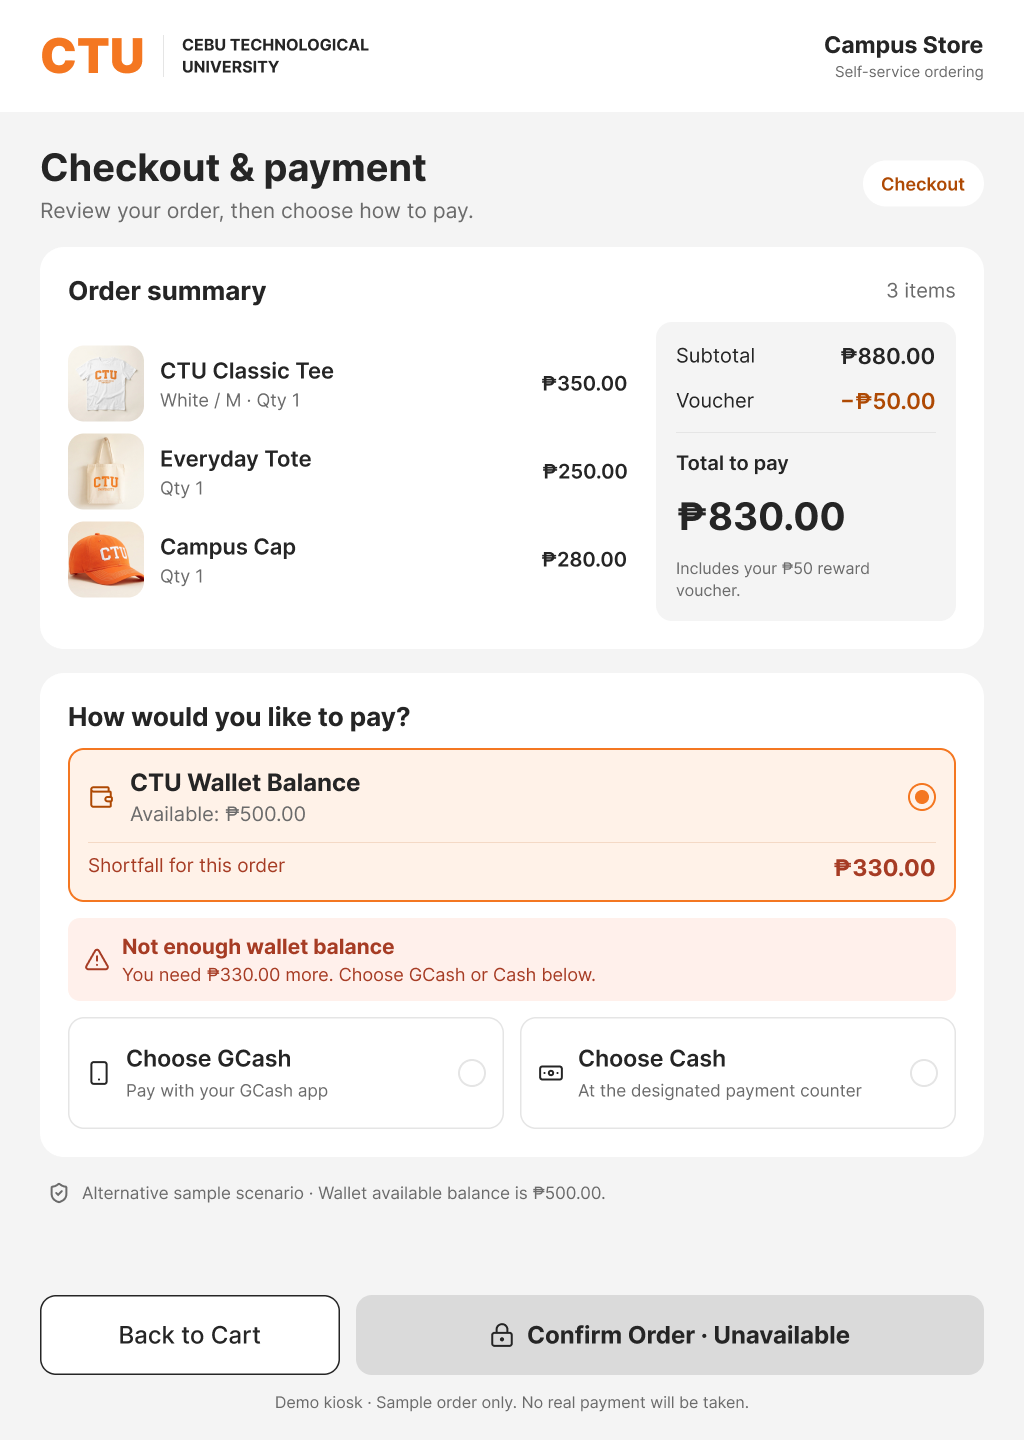 CTU
CEBU TECHNOLOGICAL
UNIVERSITY
Campus Store
Self-service ordering
Checkout & payment
Review your order, then choose how to pay.
Checkout
Order summary
3 items
CTU
CTU Classic Tee
White / M · Qty 1
₱350.00
CTU
Everyday Tote
Qty 1
₱250.00
CTU
Campus Cap
Qty 1
₱280.00
Subtotal
₱880.00
Voucher
−₱50.00
Total to pay
₱830.00
Includes your ₱50 reward
voucher.
How would you like to pay?
CTU Wallet Balance
Available: ₱500.00
Shortfall for this order
₱330.00
Not enough wallet balance
You need ₱330.00 more. Choose GCash or Cash below.
Choose GCash
Pay with your GCash app
Choose Cash
At the designated payment counter
Alternative sample scenario · Wallet available balance is ₱500.00.
Back to Cart
Confirm Order · Unavailable
Demo kiosk · Sample order only. No real payment will be taken.